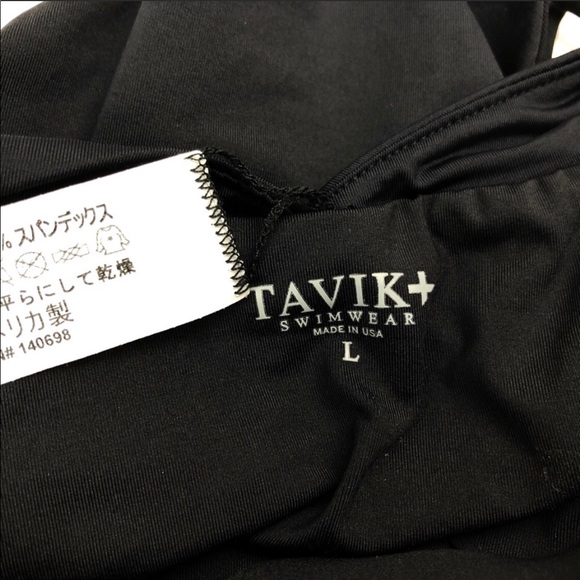 % スパンデックス
平らにして乾燥
リカ製
# 140698
TAVIK+
SWIMWEAR
MADE IN USA
L